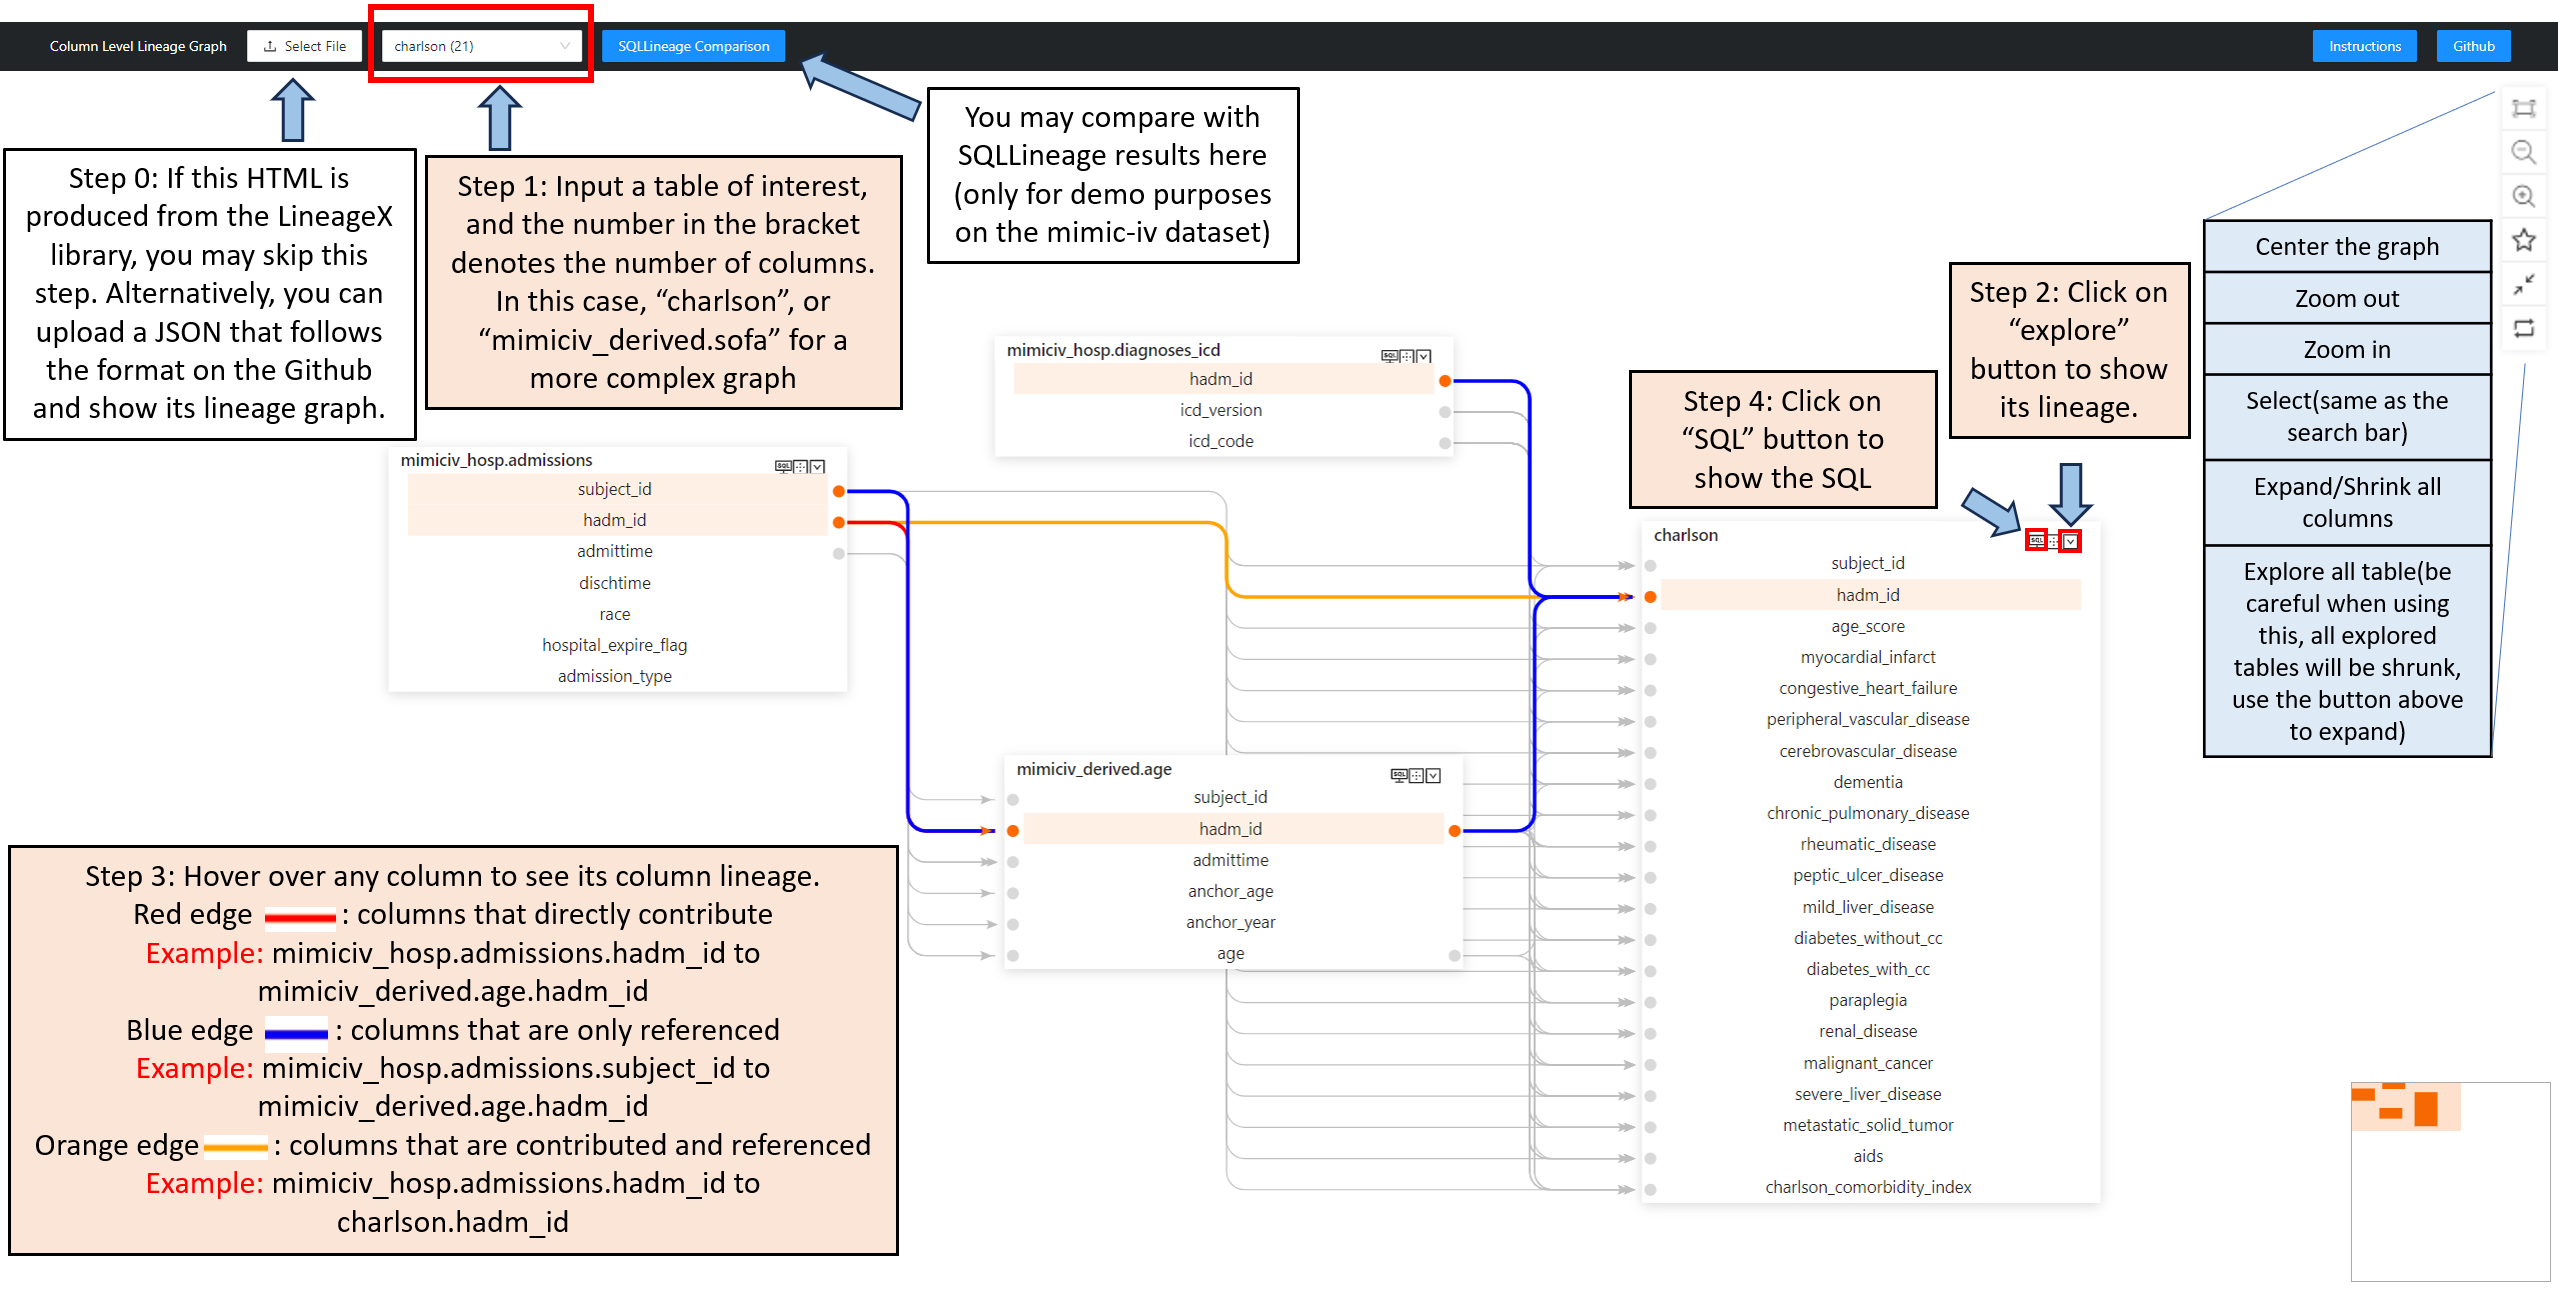 Column Level Lineage Graph
Select File
charlson (21)
SQLLineage Comparison
Instructions
Github
Step 0: If this HTML is
produced from the LineageX
library, you may skip this
step. Alternatively, you can
upload a JSON that follows
the format on the Github
and show its lineage graph.
Step 1: Input a table of interest,
and the number in the bracket
denotes the number of columns.
In this case, “charlson”, or
“mimiciv_derived.sofa” for a
more complex graph
You may compare with
SQLLineage results here
(only for demo purposes
on the mimic-iv dataset)
Step 2: Click on
“explore”
button to show
its lineage.
Step 4: Click on
“SQL” button to
show the SQL
Center the graph
Zoom out
Zoom in
Select(same as the
search bar)
Expand/Shrink all
columns
Explore all table(be
careful when using
this, all explored
tables will be shrunk,
use the button above
to expand)
mimiciv_hosp.diagnoses_icd
SQL
hadm_id
icd_version
icd_code
mimiciv_hosp.admissions
SQL
subject_id
hadm_id
admittime
dischtime
race
hospital_expire_flag
admission_type
mimiciv_derived.age
SQL
subject_id
hadm_id
admittime
anchor_age
anchor_year
age
charlson
SQL
subject_id
hadm_id
age_score
myocardial_infarct
congestive_heart_failure
peripheral_vascular_disease
cerebrovascular_disease
dementia
chronic_pulmonary_disease
rheumatic_disease
peptic_ulcer_disease
mild_liver_disease
diabetes_without_cc
diabetes_with_cc
paraplegia
renal_disease
malignant_cancer
severe_liver_disease
metastatic_solid_tumor
aids
charlson_comorbidity_index
Step 3: Hover over any column to see its column lineage.
Red edge : columns that directly contribute
Example: mimiciv_hosp.admissions.hadm_id to
mimiciv_derived.age.hadm_id
Blue edge : columns that are only referenced
Example: mimiciv_hosp.admissions.subject_id to
mimiciv_derived.age.hadm_id
Orange edge : columns that are contributed and referenced
Example: mimiciv_hosp.admissions.hadm_id to
charlson.hadm_id